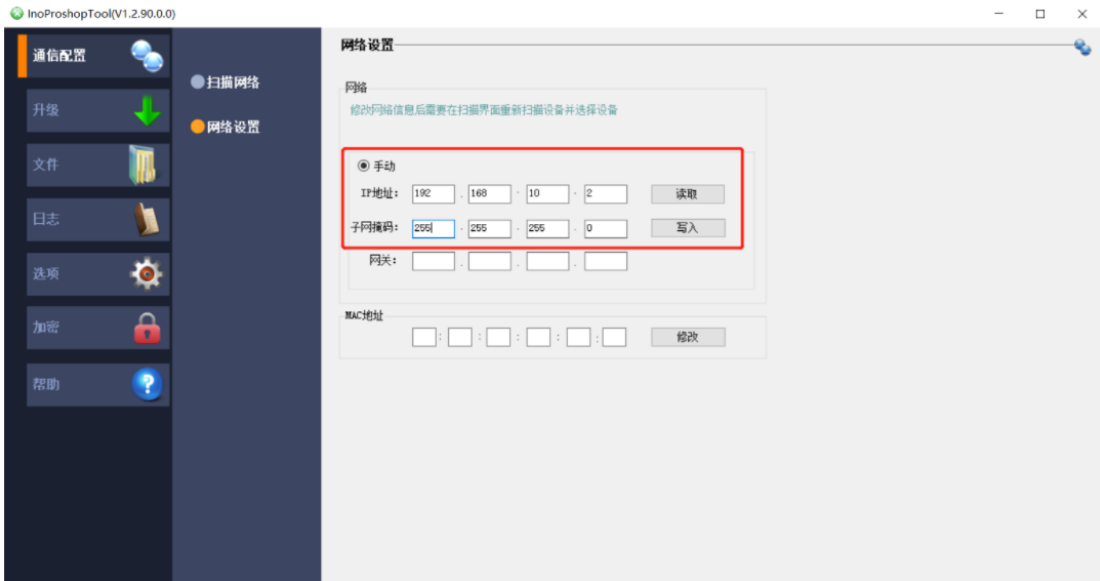 InoProshopTool(V1.2.90.0.0)
通信配置
升级
文件
日志
选项
加密
帮助
扫描网络
网络设置
网络设置
网络
修改网络信息后需要在扫描界面重新扫描设备并选择设备
手动
IP地址: 192 . 168 . 10 . 2 读取
子网掩码: 255 . 255 . 255 . 0 写入
网关: . . .
MAC地址
: : : : : 修改